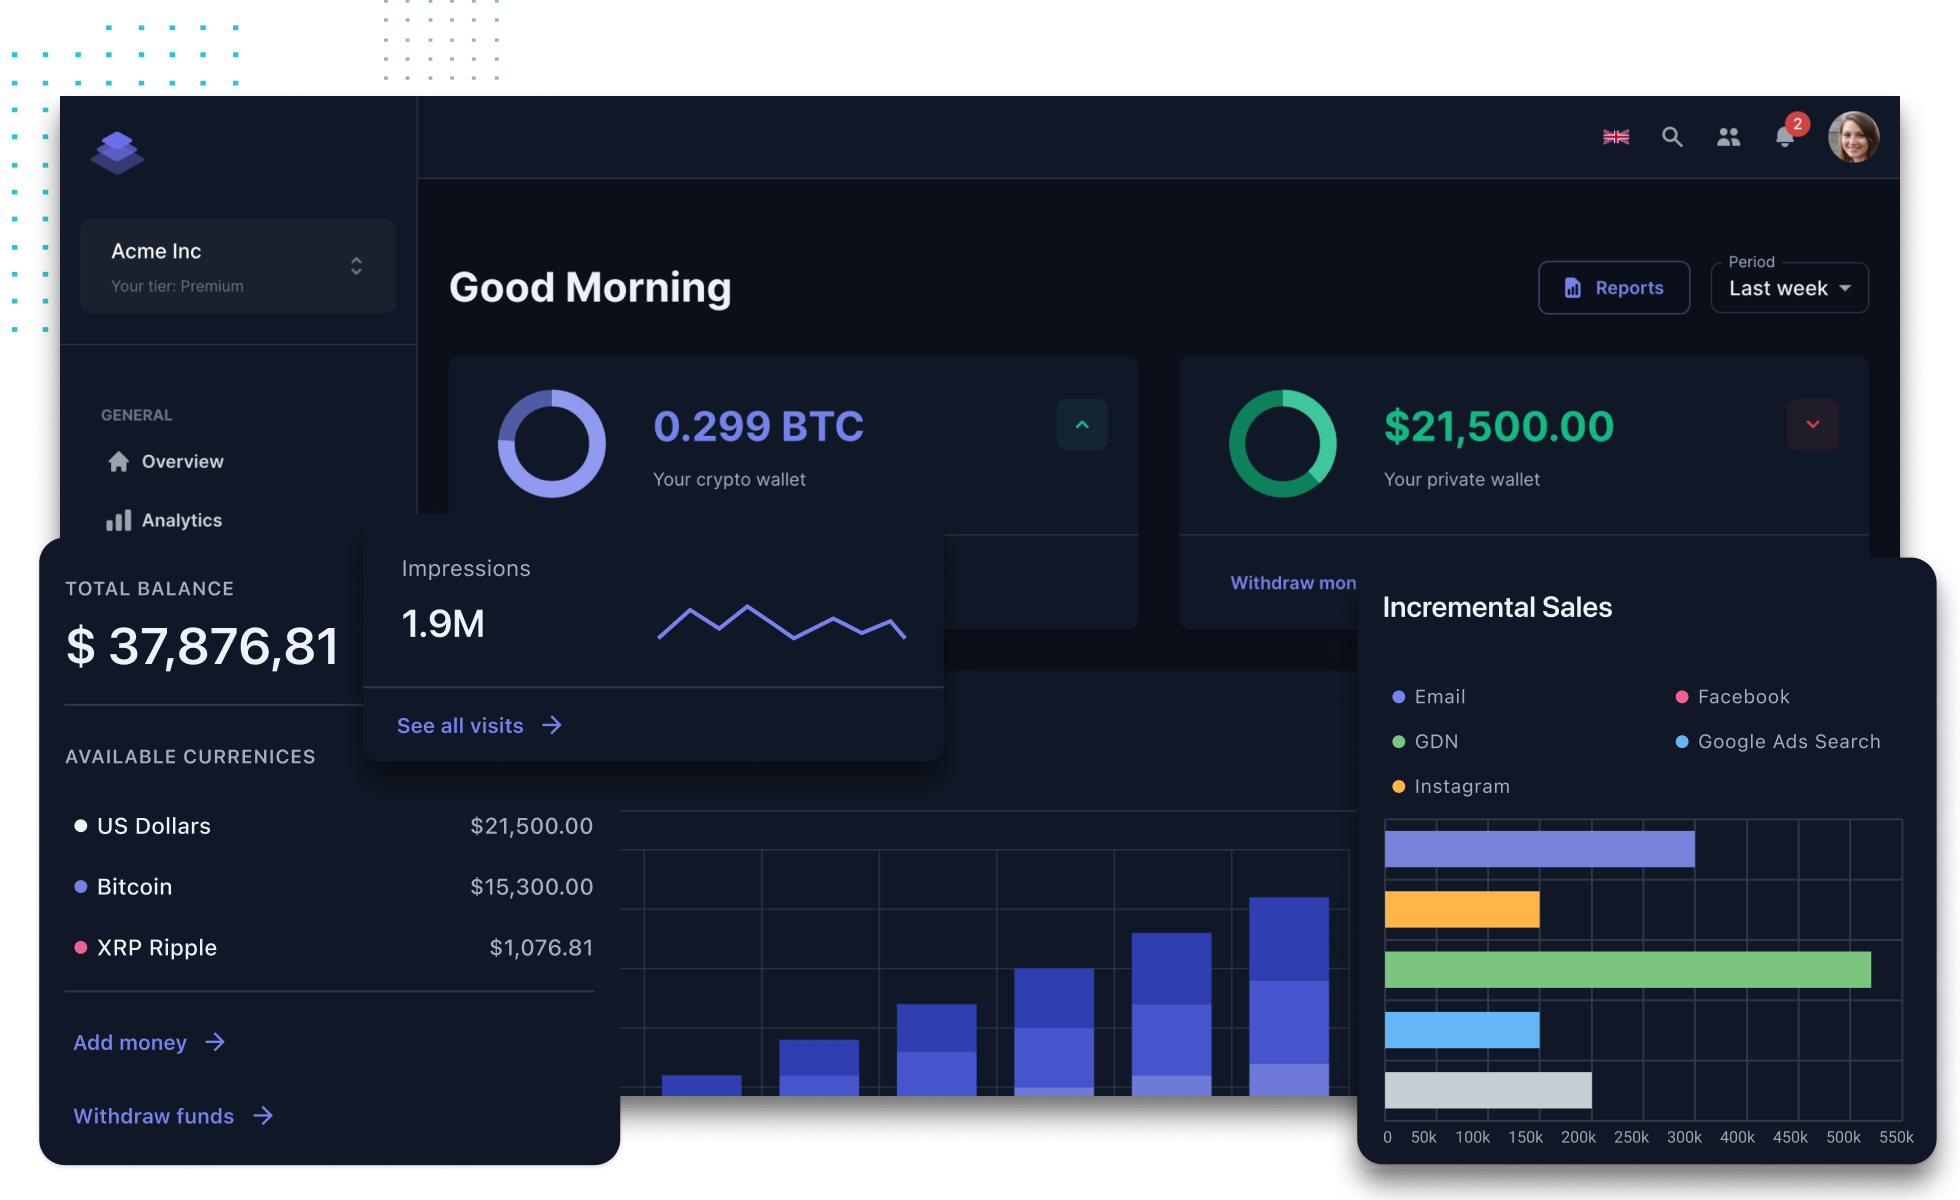 2
Acme Inc
Your tier: Premium
Good Morning
Reports
Period
Last week
GENERAL
Overview
Analytics
0.299 BTC
Your crypto wallet
$21,500.00
Your private wallet
Withdraw mon
TOTAL BALANCE
$ 37,876,81
AVAILABLE CURRENICES
US Dollars $21,500.00
Bitcoin $15,300.00
XRP Ripple $1,076.81
Add money
Withdraw funds
Impressions
1.9M
See all visits
Incremental Sales
Email Facebook
GDN Google Ads Search
Instagram
0 50k 100k 150k 200k 250k 300k 400k 450k 500k 550k